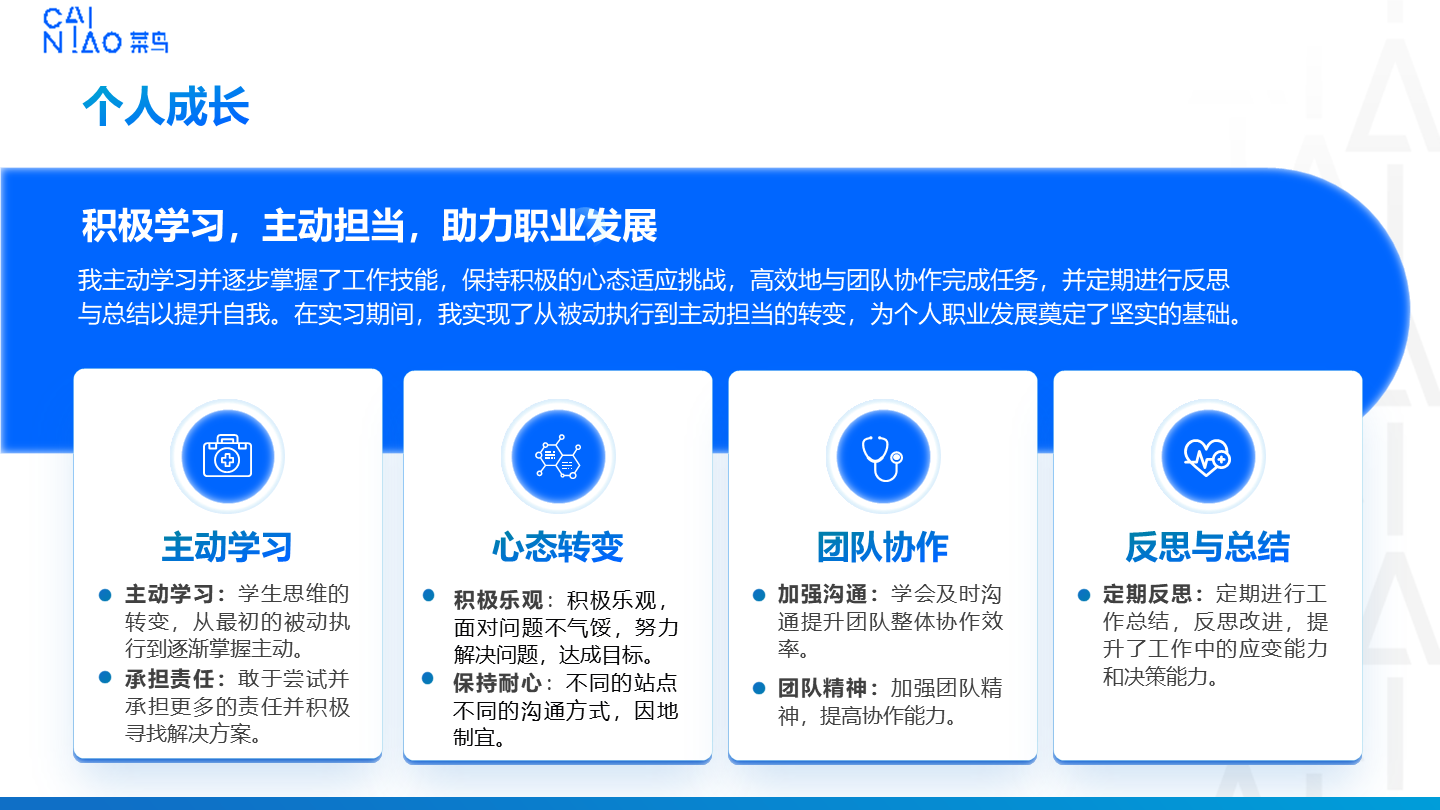 CAI
NIAO 菜鸟
个人成长
积极学习，主动担当，助力职业发展
我主动学习并逐步掌握了工作技能，保持积极的心态适应挑战，高效地与团队协作完成任务，并定期进行反思
与总结以提升自我。在实习期间，我实现了从被动执行到主动担当的转变，为个人职业发展奠定了坚实的基础。
主动学习
主动学习：学生思维的
转变，从最初的被动执
行到逐渐掌握主动。
承担责任：敢于尝试并
承担更多的责任并积极
寻找解决方案。
心态转变
积极乐观：积极乐观，
面对问题不气馁，努力
解决问题，达成目标。
保持耐心：不同的站点
不同的沟通方式，因地
制宜。
团队协作
加强沟通：学会及时沟
通提升团队整体协作效
率。
团队精神：加强团队精
神，提高协作能力。
反思与总结
定期反思：定期进行工
作总结，反思改进，提
升了工作中的应变能力
和决策能力。